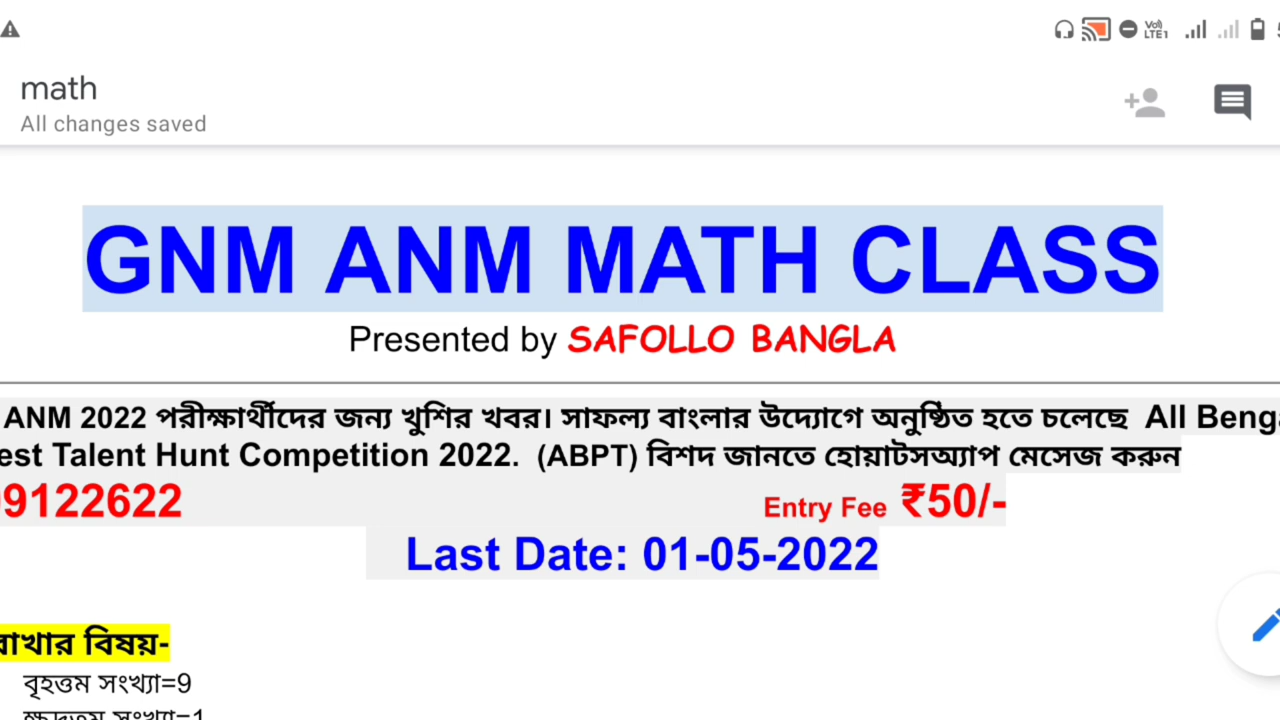 VoLTE1
math
All changes saved
GNM ANM MATH CLASS
Presented by SAFOLLO BANGLA
ANM 2022 পরীক্ষার্থীদের জন্য খুশির খবর। সাফল্য বাংলার উদ্যোগে অনুষ্ঠিত হতে চলেছে All Beng
est Talent Hunt Competition 2022. (ABPT) বিশদ জানতে হোয়াটসঅ্যাপ মেসেজ করুন
9122622 Entry Fee ₹50/-
Last Date: 01-05-2022
রাখার বিষয়-
বৃহত্তম সংখ্যা=9